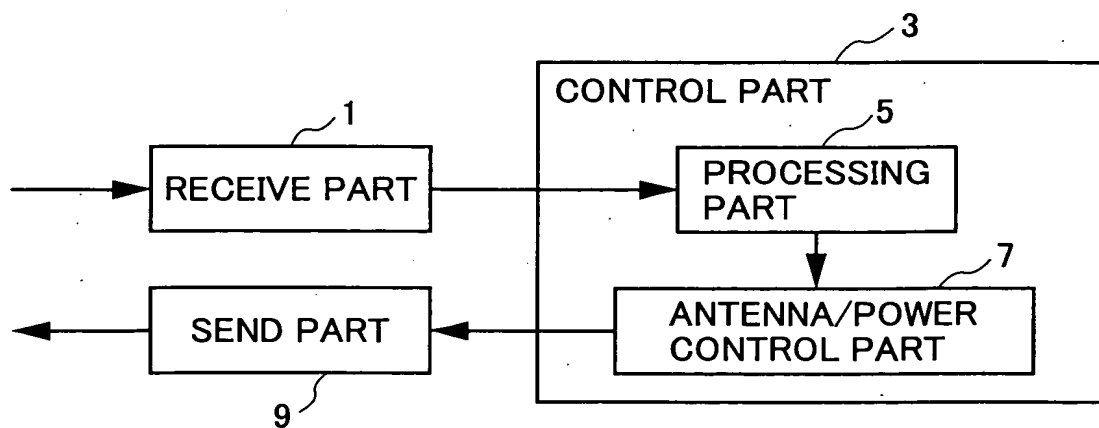 3
CONTROL PART
1
5
RECEIVE PART
PROCESSING
PART
7
SEND PART
ANTENNA/POWER
CONTROL PART
9